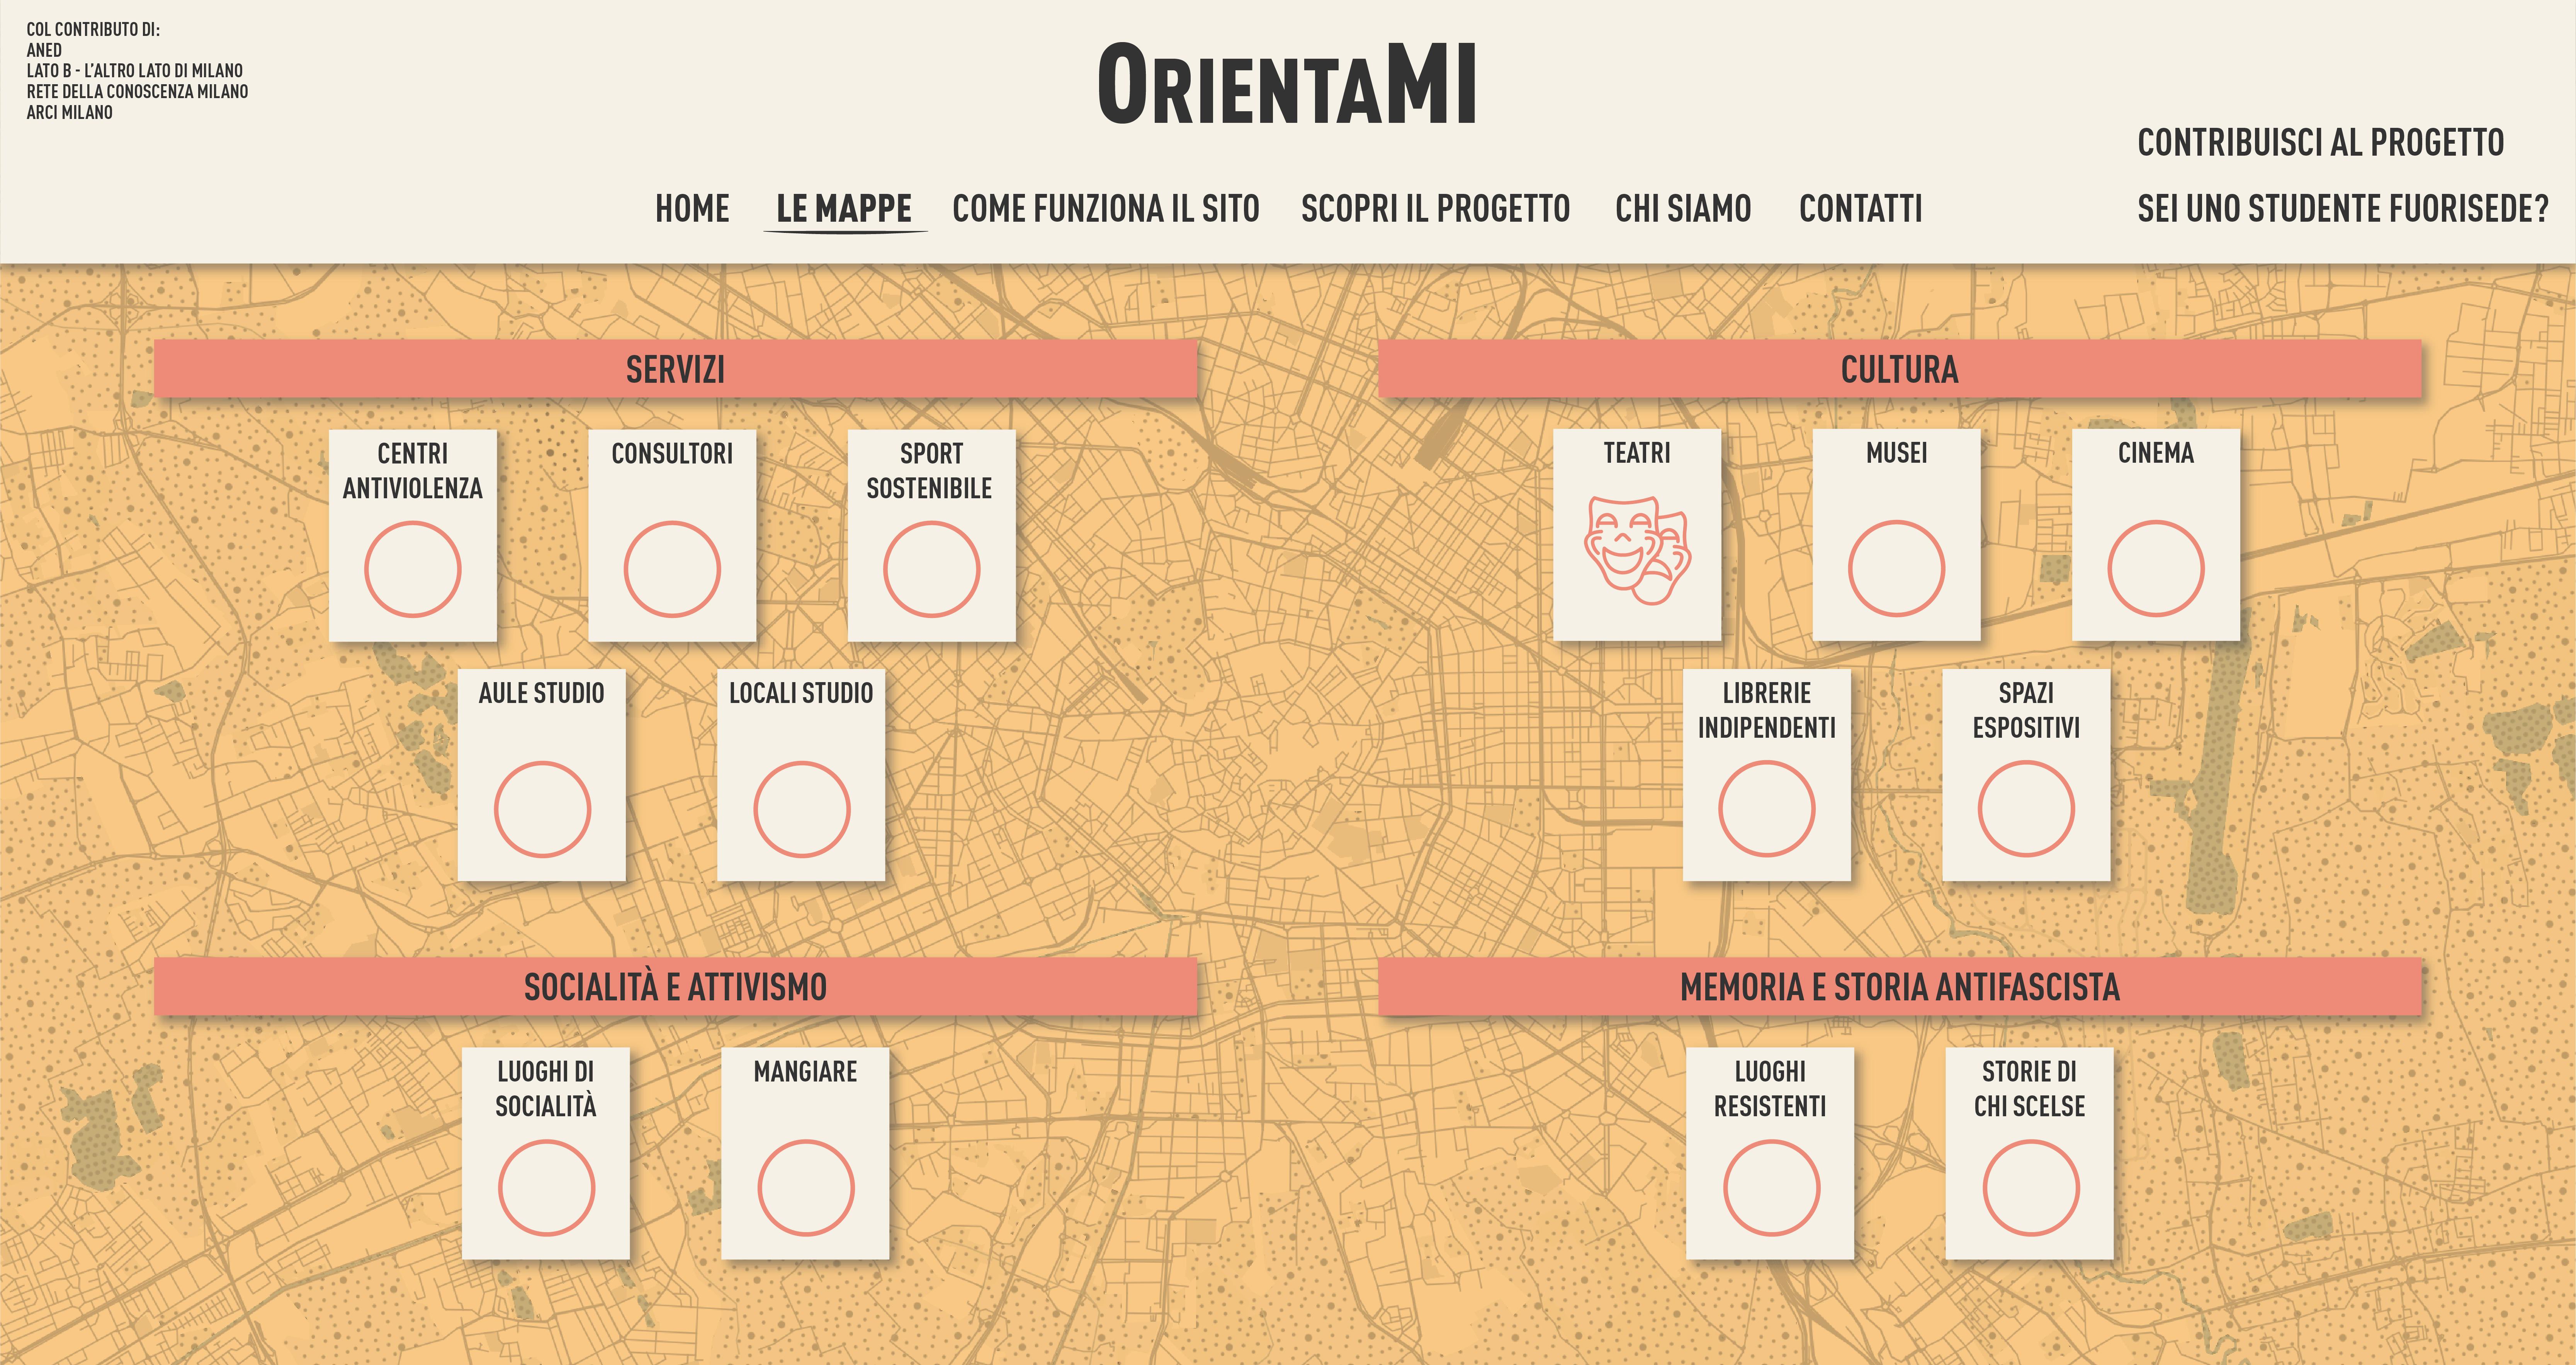 COL CONTRIBUTO DI:
ANED
LATO B - L'ALTRO LATO DI MILANO
RETE DELLA CONOSCENZA MILANO
ARCI MILANO
ORIENTAMI
CONTRIBUISCI AL PROGETTO
HOME LE MAPPE COME FUNZIONA IL SITO SCOPRI IL PROGETTO CHI SIAMO CONTATTI SEI UNO STUDENTE FUORISEDE?
SERVIZI
CENTRI
ANTIVIOLENZA
CONSULTORI
SPORT
SOSTENIBILE
AULE STUDIO
LOCALI STUDIO
CULTURA
TEATRI
MUSEI
CINEMA
LIBRERIE
INDIPENDENTI
SPAZI
ESPOSITIVI
SOCIALITÀ E ATTIVISMO
LUOGHI DI
SOCIALITÀ
MANGIARE
MEMORIA E STORIA ANTIFASCISTA
LUOGHI
RESISTENTI
STORIE DI
CHI SCELSE